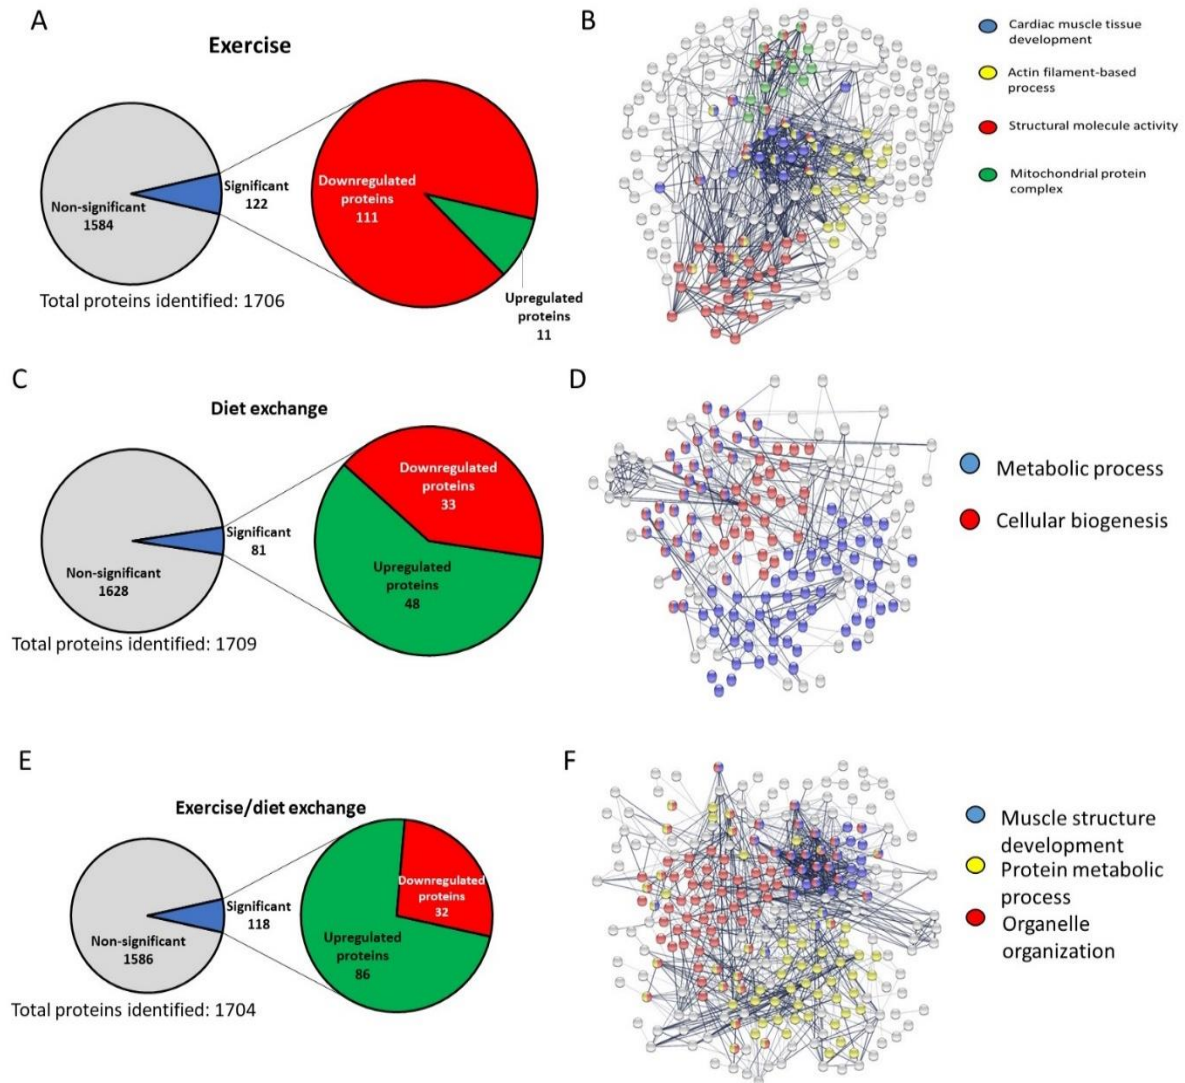 A
Exercise
Non-significant
1584
Significant
122
Downregulated
proteins
111
Upregulated
proteins
11
Total proteins identified: 1706
B
Cardiac muscle tissue
development
Actin filament-based
process
Structural molecule activity
Mitochondrial protein
complex
C
Diet exchange
Non-significant
1628
Significant
81
Downregulated
proteins
33
Upregulated
proteins
48
Total proteins identified: 1709
D
Metabolic process
Cellular biogenesis
E
Exercise/diet exchange
Non-significant
1586
Significant
118
Downregulated
proteins
32
Upregulated
proteins
86
Total proteins identified: 1704
F
Muscle structure
development
Protein metabolic
process
Organelle
organization